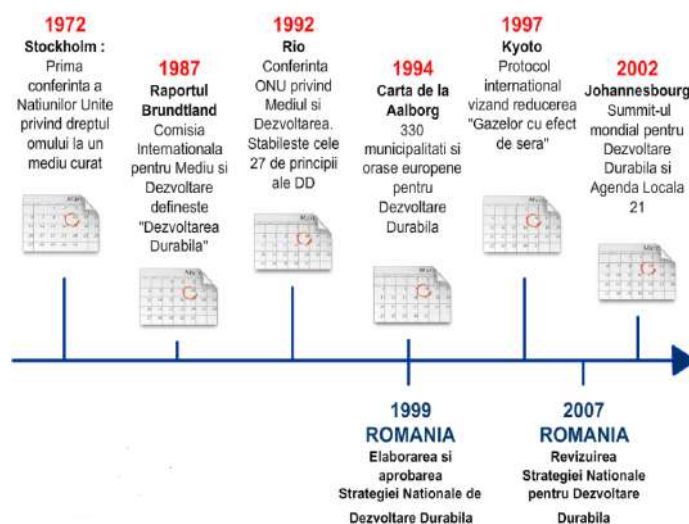 1972
Stockholm :
Prima
conferinta a
Natiunilor Unite
privind dreptul
omului la un
mediu curat
1987
Raportul
Brundtland
Comisia
Internationala
pentru Mediu si
Dezvoltare
defineste
"Dezvoltarea
Durabila"
1992
Rio
Conferinta
ONU privind
Mediul si
Dezvoltarea.
Stabileste cele
27 de principii
ale DD
1994
Carta de la
Aalborg
330
municipalitati si
orase europene
pentru
Dezvoltare
Durabila
1997
Kyoto
Protocol
international
vizand reducerea
"Gazelor cu efect
de sera"
2002
Johannesbourg
Summit-ul
mondial pentru
Dezvoltare
Durabila si
Agenda Locala
21
1999
ROMANIA
Elaborarea si
aprobarea
Strategiei Nationale de
Dezvoltare Durabila
2007
ROMANIA
Revizuirea
Strategiei Nationale
pentru Dezvoltare
Durabila